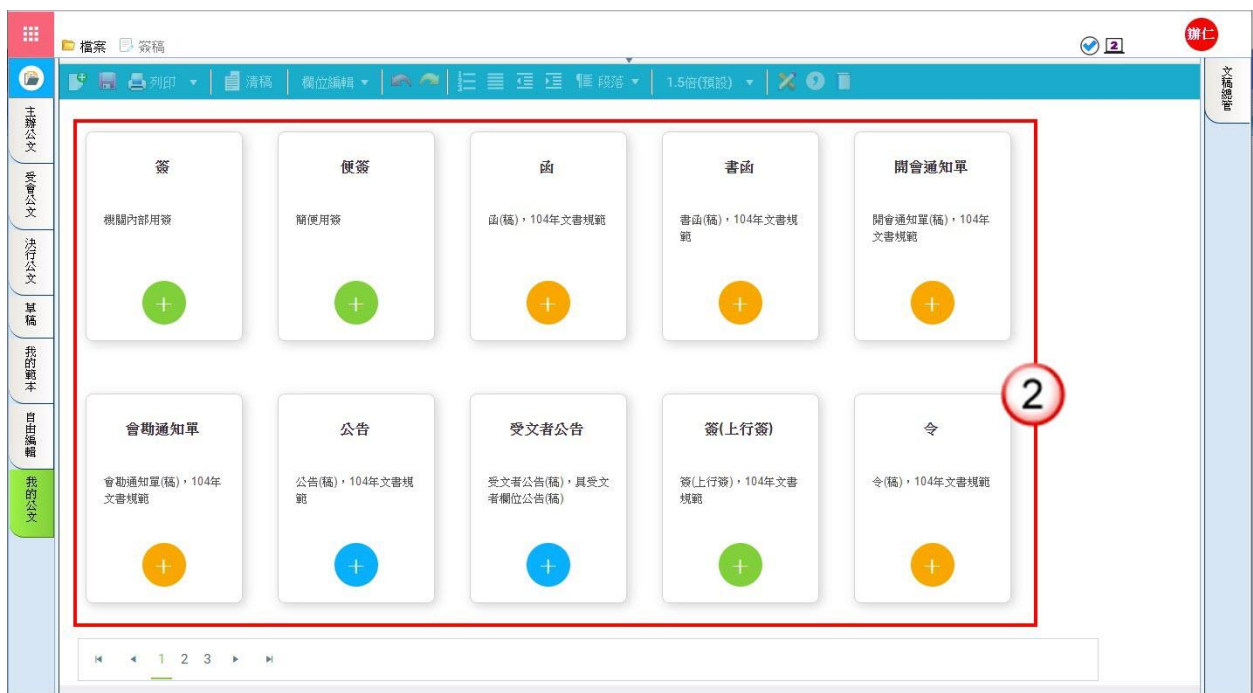 檔案 簽稿
2
辦仁
列印 清稿 欄位編輯 段落 1.5倍(預設)
文稿總管
主辦公文
受會公文
決行公文
草稿
我的範本
自由編輯
我的公文
簽 便簽 函 書函 開會通知單
機關內部用簽
簡便用簽
函(稿),104年文書規範
書函(稿),104年文書規
範
開會通知單(稿),104年
文書規範
+ + + + +
2
會勘通知單 公告 受文者公告 簽(上行簽) 令
會勘通知單(稿),104年
文書規範
公告(稿),104年文書規
範
受文者公告(稿),具受文
者欄位公告(稿)
簽(上行簽),104年文書
規範
令(稿),104年文書規範
+ + + + +
1 2 3